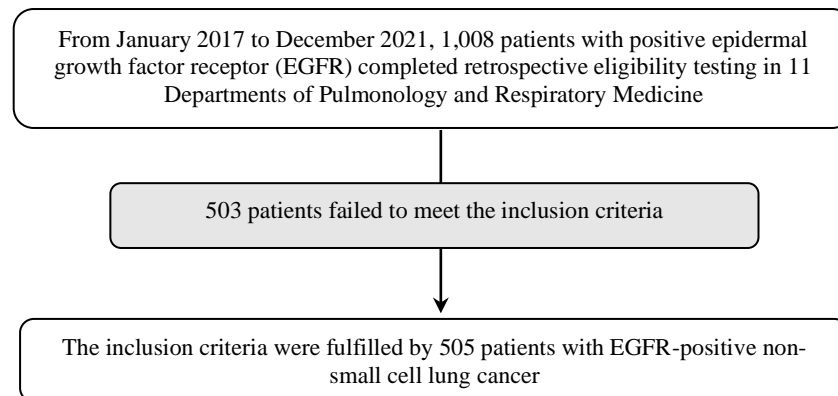 From January 2017 to December 2021, 1,008 patients with positive epidermal
growth factor receptor (EGFR) completed retrospective eligibility testing in 11
Departments of Pulmonology and Respiratory Medicine
503 patients failed to meet the inclusion criteria
The inclusion criteria were fulfilled by 505 patients with EGFR-positive non-
small cell lung cancer